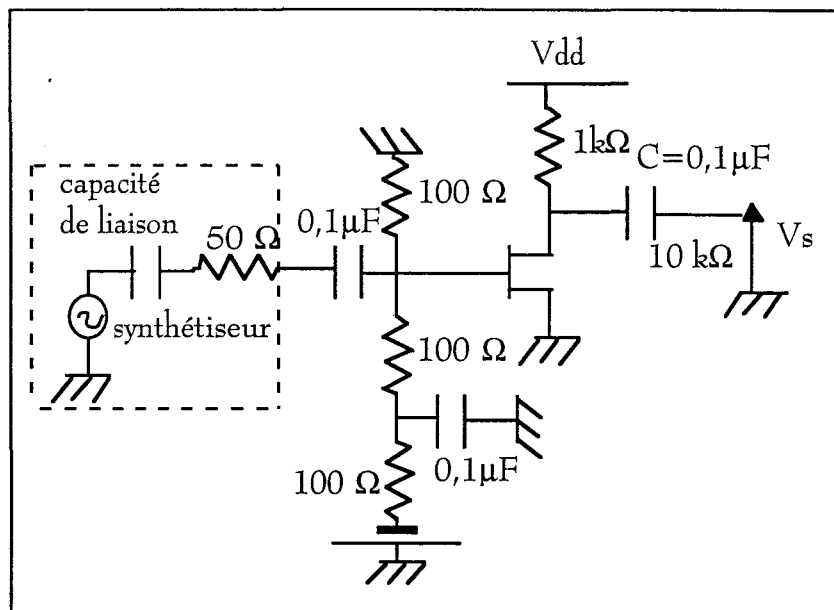 Vdd
1kΩ
C=0,1µF
100 Ω
capacité
de liaison
50 Ω
0,1µF
Vs
10 kΩ
synthétiseur
100 Ω
0,1µF
100 Ω